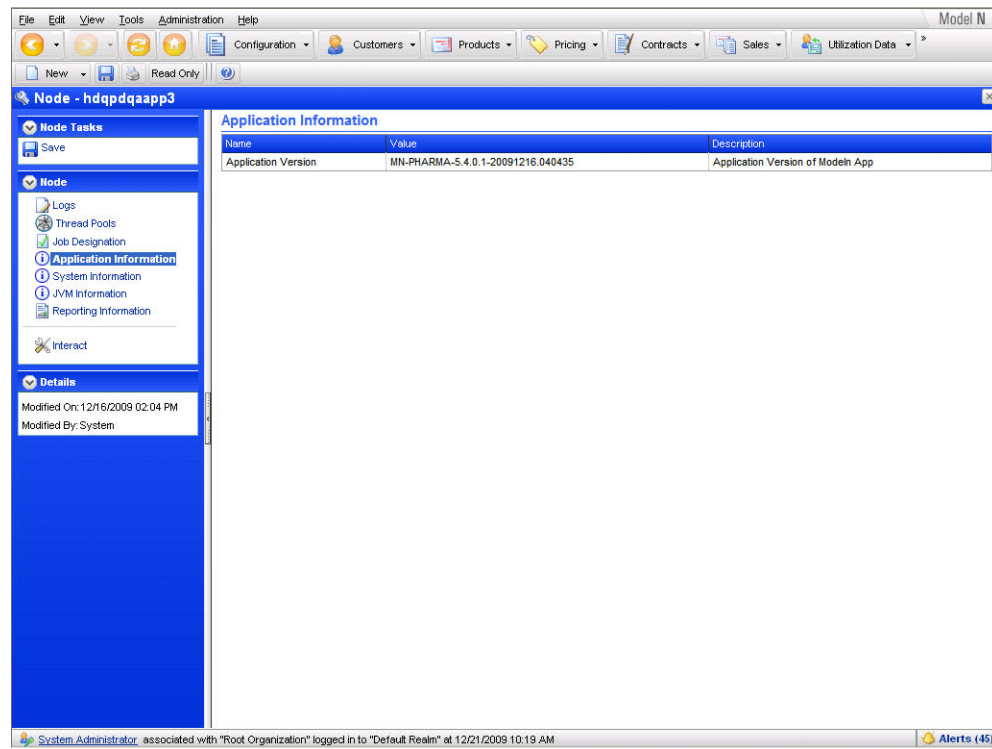 File Edit View Tools Administration Help Model N
Configuration Customers Products Pricing Contracts Sales Utilization Data »
New Read Only
Node - hdqpdqaapp3
Node Tasks
Save
Node
Logs
Thread Pools
Job Designation
Application Information
System Information
JVM Information
Reporting Information
Interact
Details
Modified On: 12/16/2009 02:04 PM
Modified By: System
Application Information
Name Value Description
Application Version MN-PHARMA-5.4.0.1-20091216.040435 Application Version of Modeln App
System Administrator associated with "Root Organization" logged in to "Default Realm" at 12/21/2009 10:19 AM
Alerts (45)